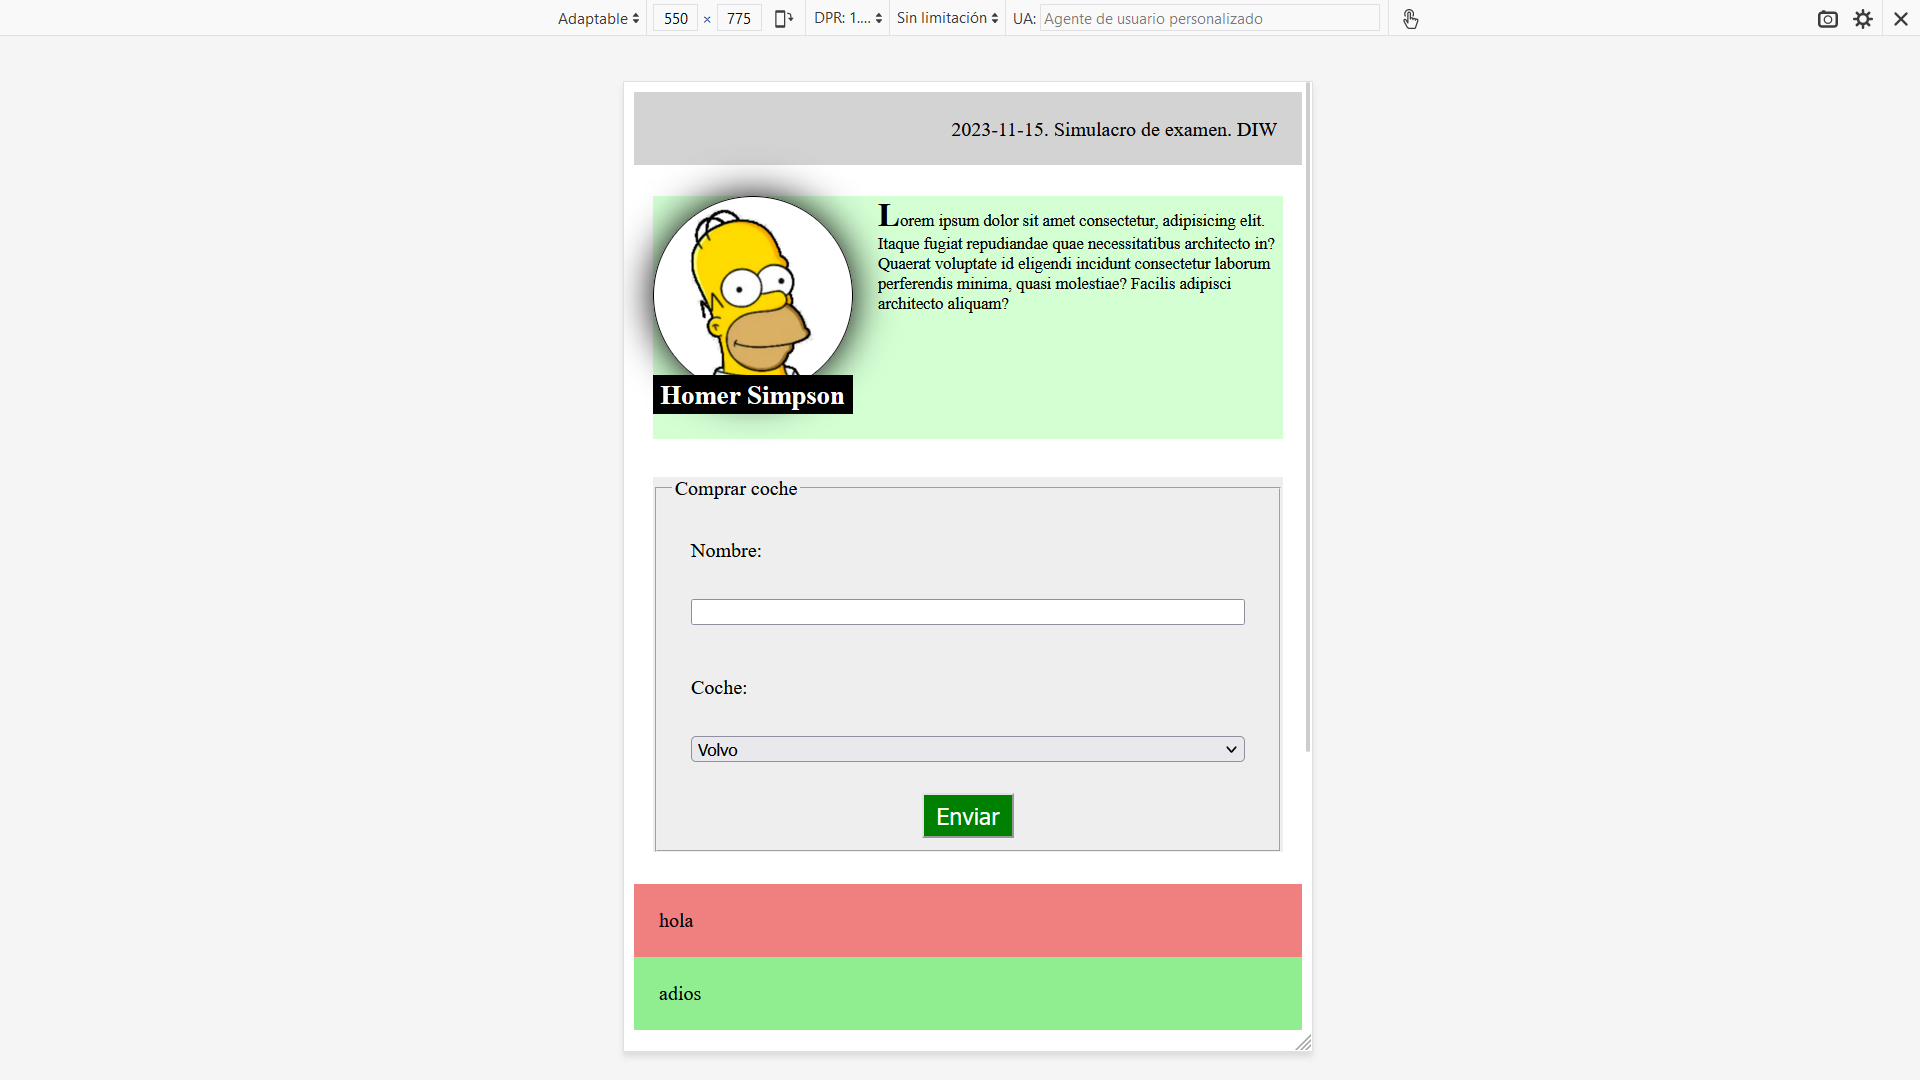 Adaptable 550 × 775 DPR: 1.... Sin limitación UA: Agente de usuario personalizado
2023-11-15. Simulacro de examen. DIW
Lorem ipsum dolor sit amet consectetur, adipisicing elit.
Itaque fugiat repudiandae quae necessitatibus architecto in?
Quaerat voluptate id eligendi incidunt consectetur laborum
perferendis minima, quasi molestiae? Facilis adipisci
architecto aliquam?
Homer Simpson
Comprar coche
Nombre:
Coche:
Volvo
Enviar
hola
adios